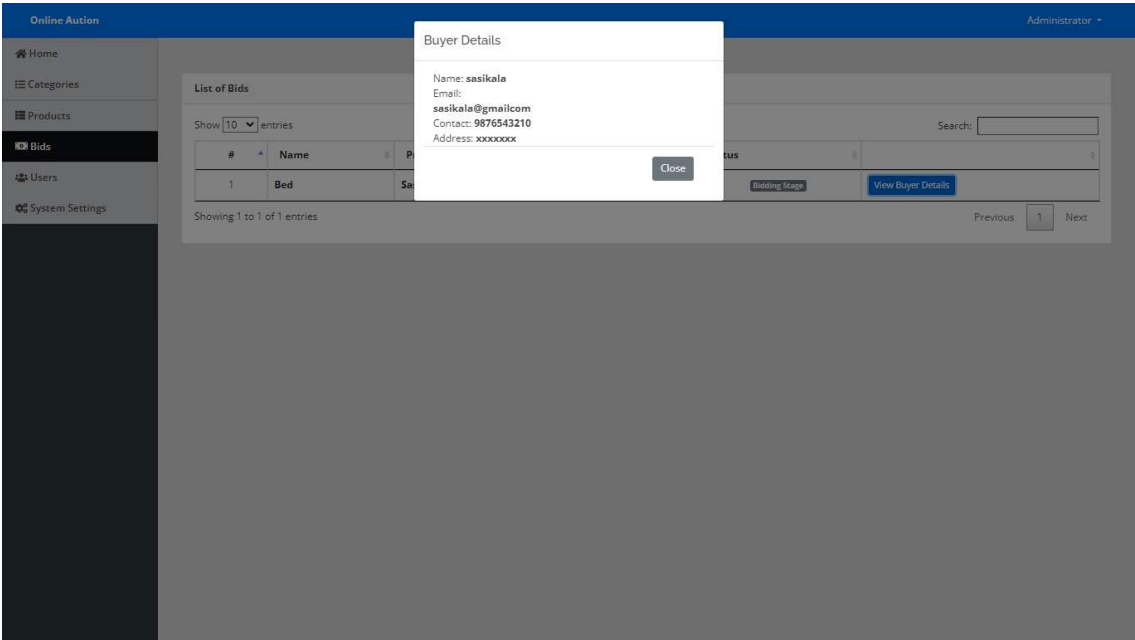 Online Aution
Administrator
Home
Categories
Products
Bids
Users
System Settings
List of Bids
Show 10 entries
Search:
# Name P tus
1 Bed Sa Bidding Stage View Buyer Details
Showing 1 to 1 of 1 entries
Previous 1 Next
Buyer Details
Name: sasikala
Email:
sasikala@gmailcom
Contact: 9876543210
Address: xxxxxxx
Close